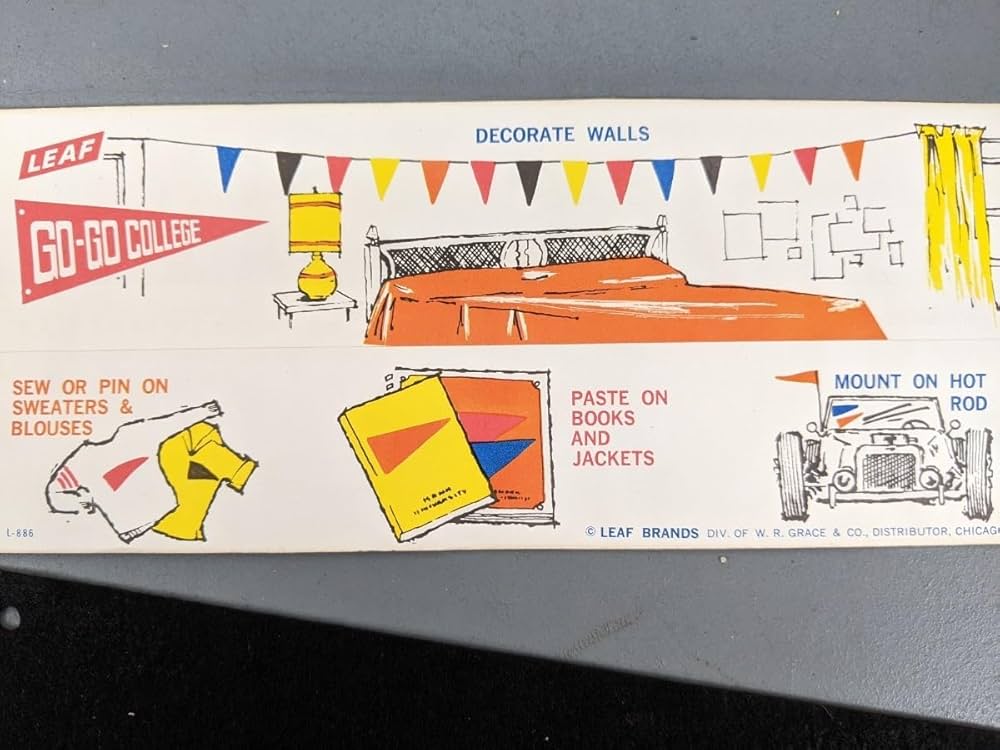 LEAF
DECORATE WALLS
GO-GO COLLEGE
SEW OR PIN ON
SWEATERS &
BLOUSES
PASTE ON
BOOKS
AND
JACKETS
MOUNT ON HOT
ROD
L-886
© LEAF BRANDS DIV. OF W. R. GRACE & CO., DISTRIBUTOR, CHICAGO